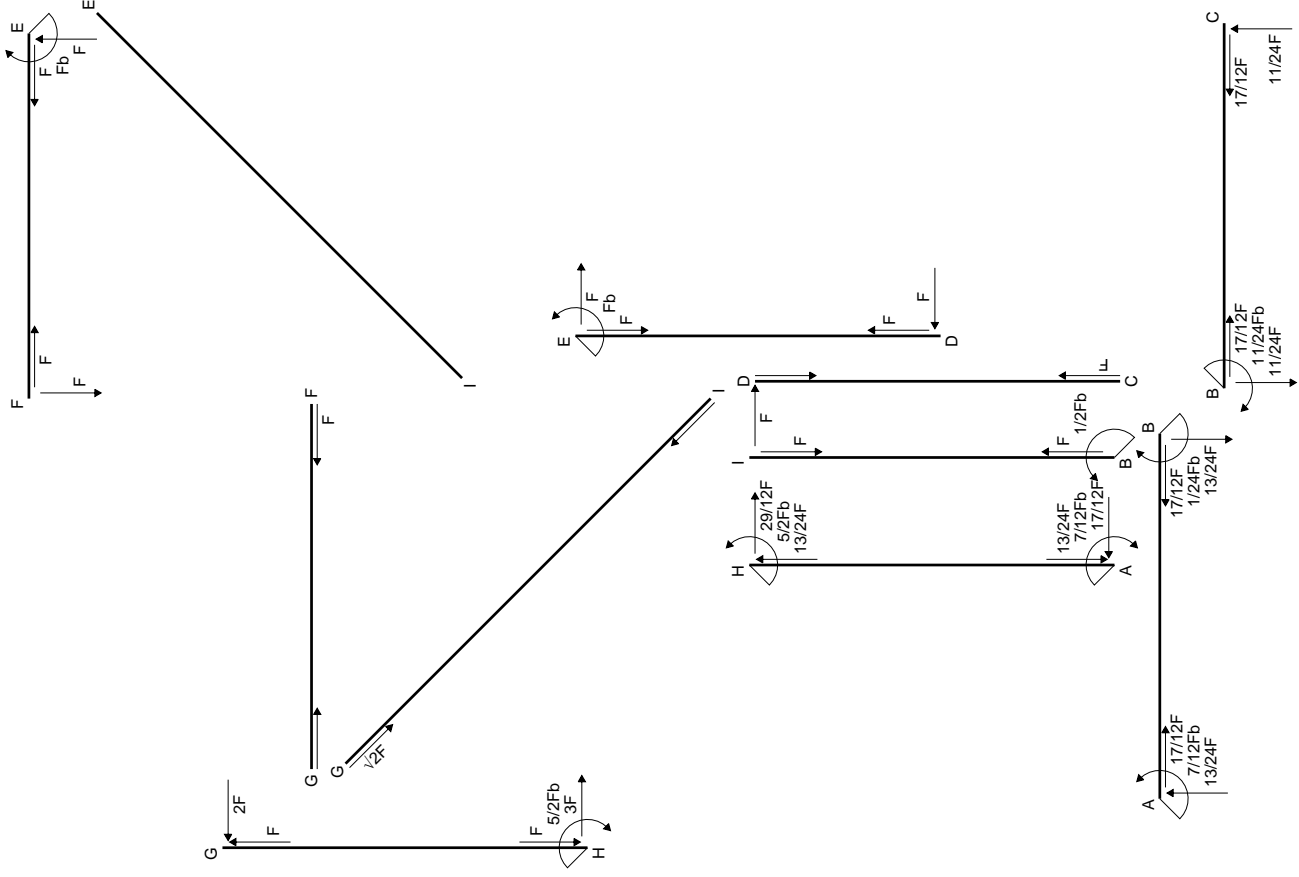 E
F
Fb
F
F
F
F
E
I
F
F
G
G
√2F
I
2F
G
F
F
5/2Fb
3F
H
E
F
Fb
F
F
F
D
D
F
F
C
I
F
F
1/2Fb
B
H
29/12F
5/2Fb
13/24F
13/24F
7/12Fb
17/12F
A
B
17/12F
1/24Fb
13/24F
A
17/12F
7/12Fb
13/24F
C
17/12F
11/24F
B
17/12F
11/24Fb
11/24F